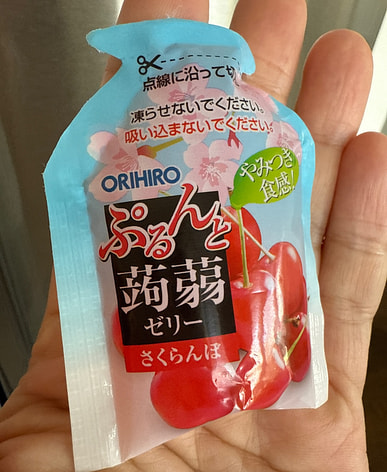 点線に沿って切
凍らせないでください。
吸い込まないでください。
ORIHIRO
やみつき
食感!
ぷるんと
蒟蒻
ゼリー
さくらんぼ